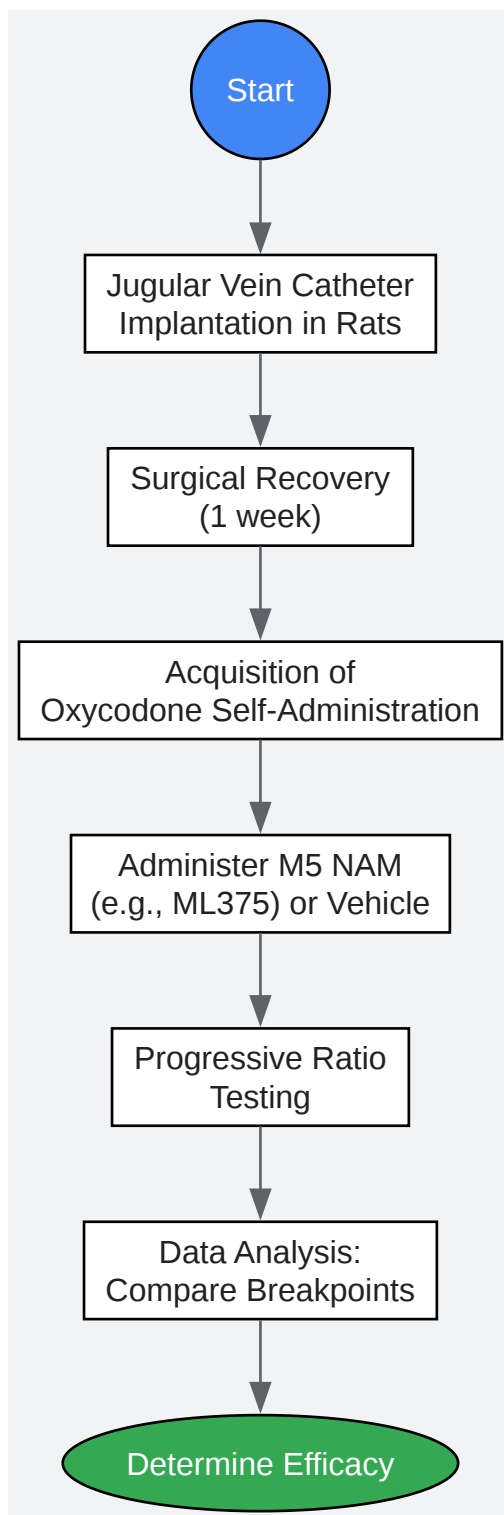 Start
Jugular Vein Catheter
Implantation in Rats
Surgical Recovery
(1 week)
Acquisition of
Oxycodone Self-Administration
Administer M5 NAM
(e.g., ML375) or Vehicle
Progressive Ratio
Testing
Data Analysis:
Compare Breakpoints
Determine Efficacy